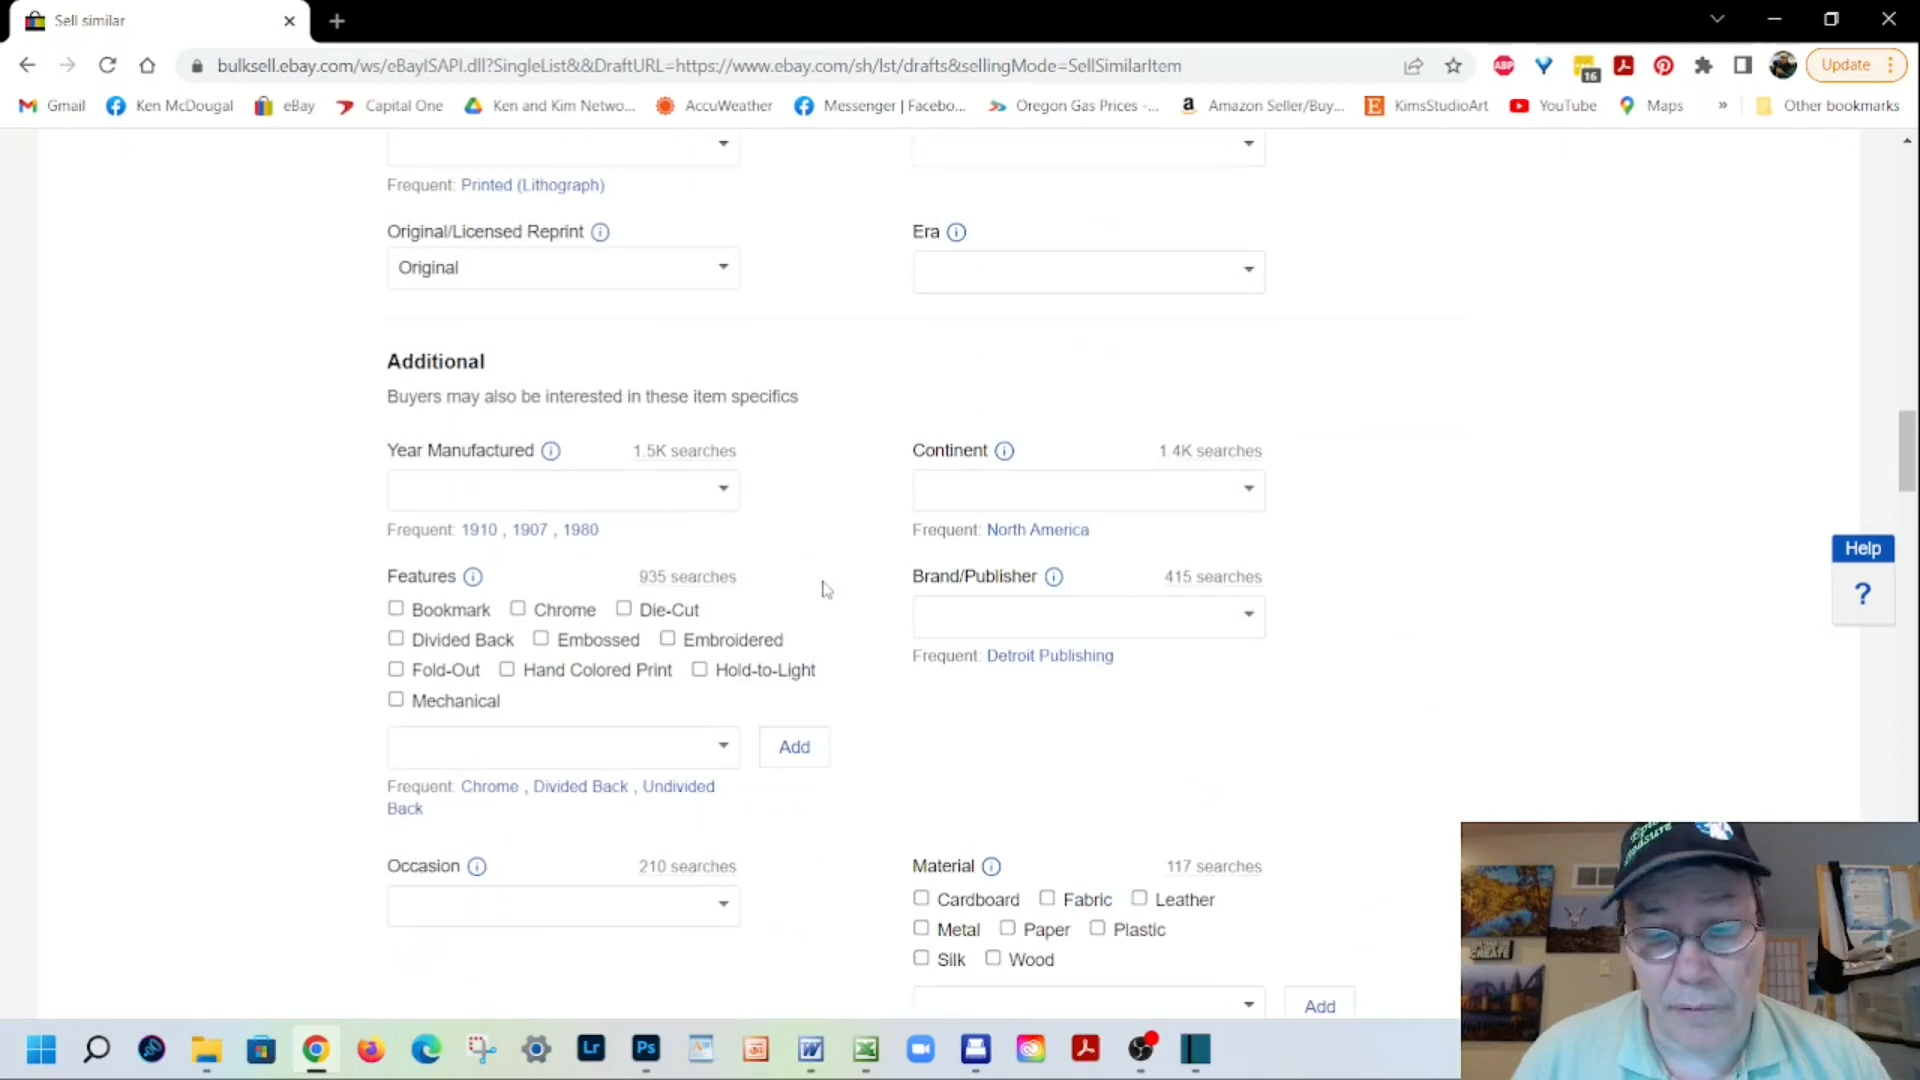 Sell similar
bulksell.ebay.com/ws/eBayISAPI.dll?SingleList&&DraftURL=https://www.ebay.com/sh/lst/drafts&sellingMode=SellSimilarItem
ABP
16
Update
Gmail Ken McDougal eBay Capital One Ken and Kim Netwo... AccuWeather Messenger | Facebo... Oregon Gas Prices -... Amazon Seller/Buy... KimsStudioArt YouTube Maps » Other bookmarks
Frequent: Printed (Lithograph)
Original/Licensed Reprint Era
Original
Additional
Buyers may also be interested in these item specifics
Year Manufactured 1.5K searches Continent 1.4K searches
Frequent: 1910 , 1907 , 1980 Frequent: North America
Help
?
Features 935 searches Brand/Publisher 415 searches
Bookmark Chrome Die-Cut
Divided Back Embossed Embroidered
Frequent: Detroit Publishing
Fold-Out Hand Colored Print Hold-to-Light
Mechanical
Add
Frequent: Chrome , Divided Back , Undivided
Back
Occasion 210 searches Material 117 searches
Cardboard Fabric Leather
Metal Paper Plastic
Silk Wood
Add
CREATE
Lr Ps